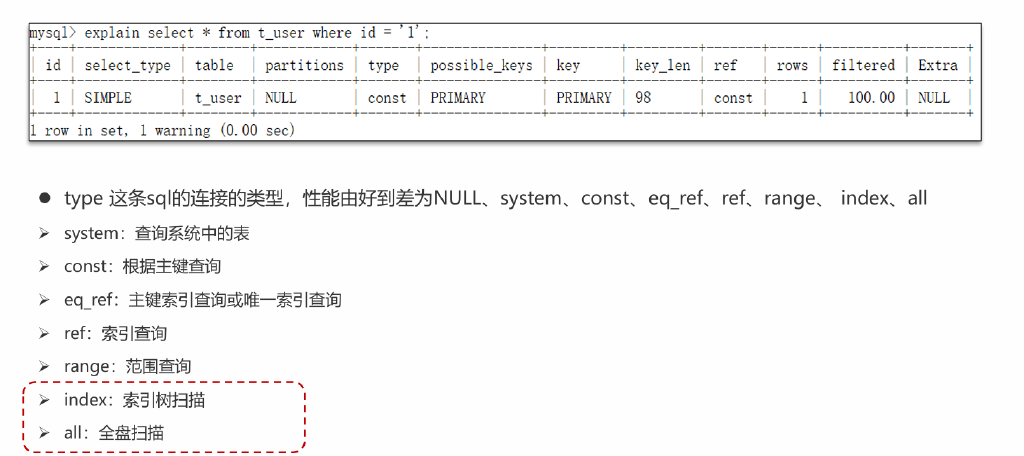 mysql> explain select * from t_user where id = '1';
| id | select_type | table | partitions | type | possible_keys | key | key_len | ref | rows | filtered | Extra |
| 1 | SIMPLE | t_user | NULL | const | PRIMARY | PRIMARY | 98 | const | 1 | 100.00 | NULL |
1 row in set, 1 warning (0.00 sec)
● type 这条sql的连接的类型，性能由好到差为NULL、system、const、eq_ref、ref、range、 index、all
➢ system：查询系统中的表
➢ const：根据主键查询
➢ eq_ref：主键索引查询或唯一索引查询
➢ ref：索引查询
➢ range：范围查询
➢ index：索引树扫描
➢ all：全盘扫描